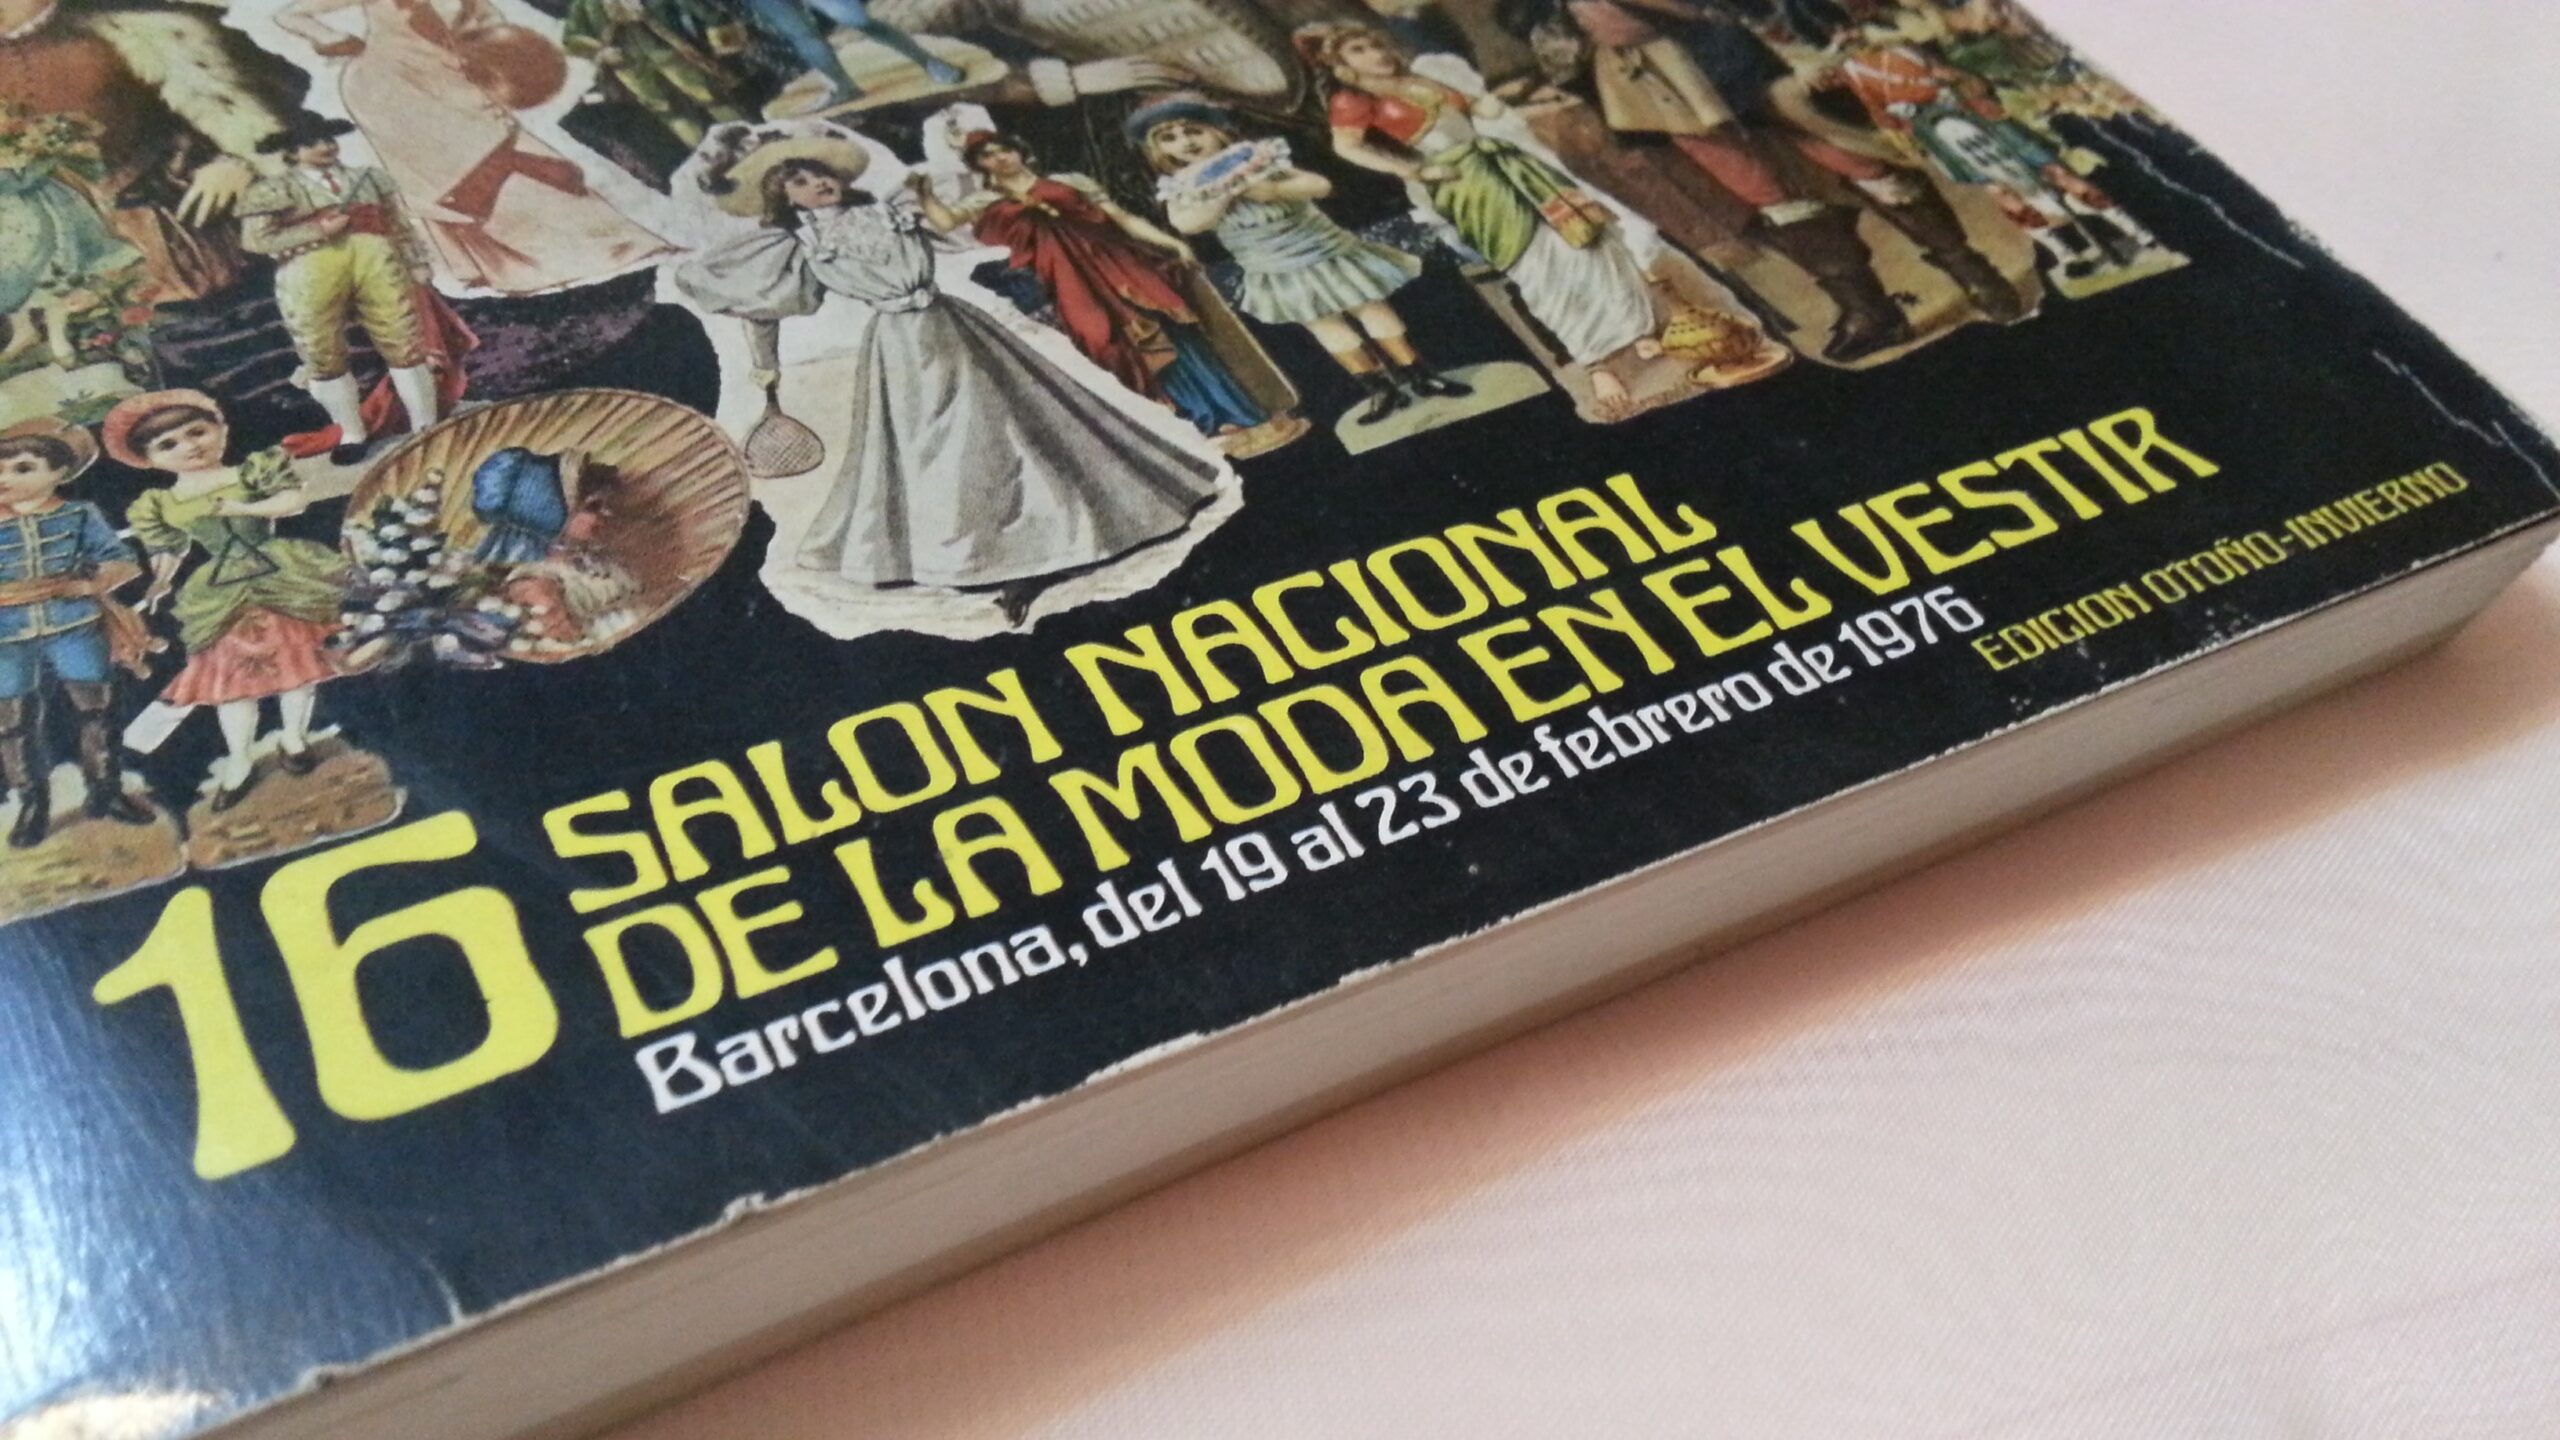 16 SALON NACIONAL
DE LA MODA EN EL VESTIR
Barcelona, del 19 al 23 de febrero de 1976
EDICION OTOÑO-INVIERNO